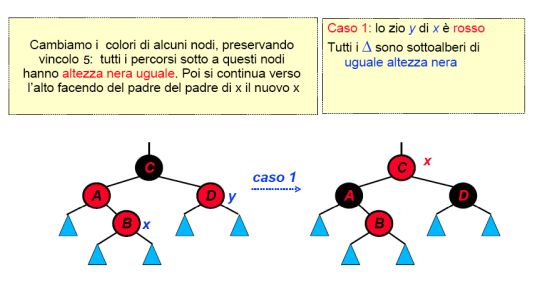 Cambiamo i colori di alcuni nodi, preservando
vincolo 5: tutti i percorsi sotto a questi nodi
hanno altezza nera uguale. Poi si continua verso
l'alto facendo del padre del padre di x il nuovo x
Caso 1: lo zio y di x è rosso
Tutti i Δ sono sottoalberi di
uguale altezza nera
C
A
D
y
B
x
caso 1
C
x
A
D
B